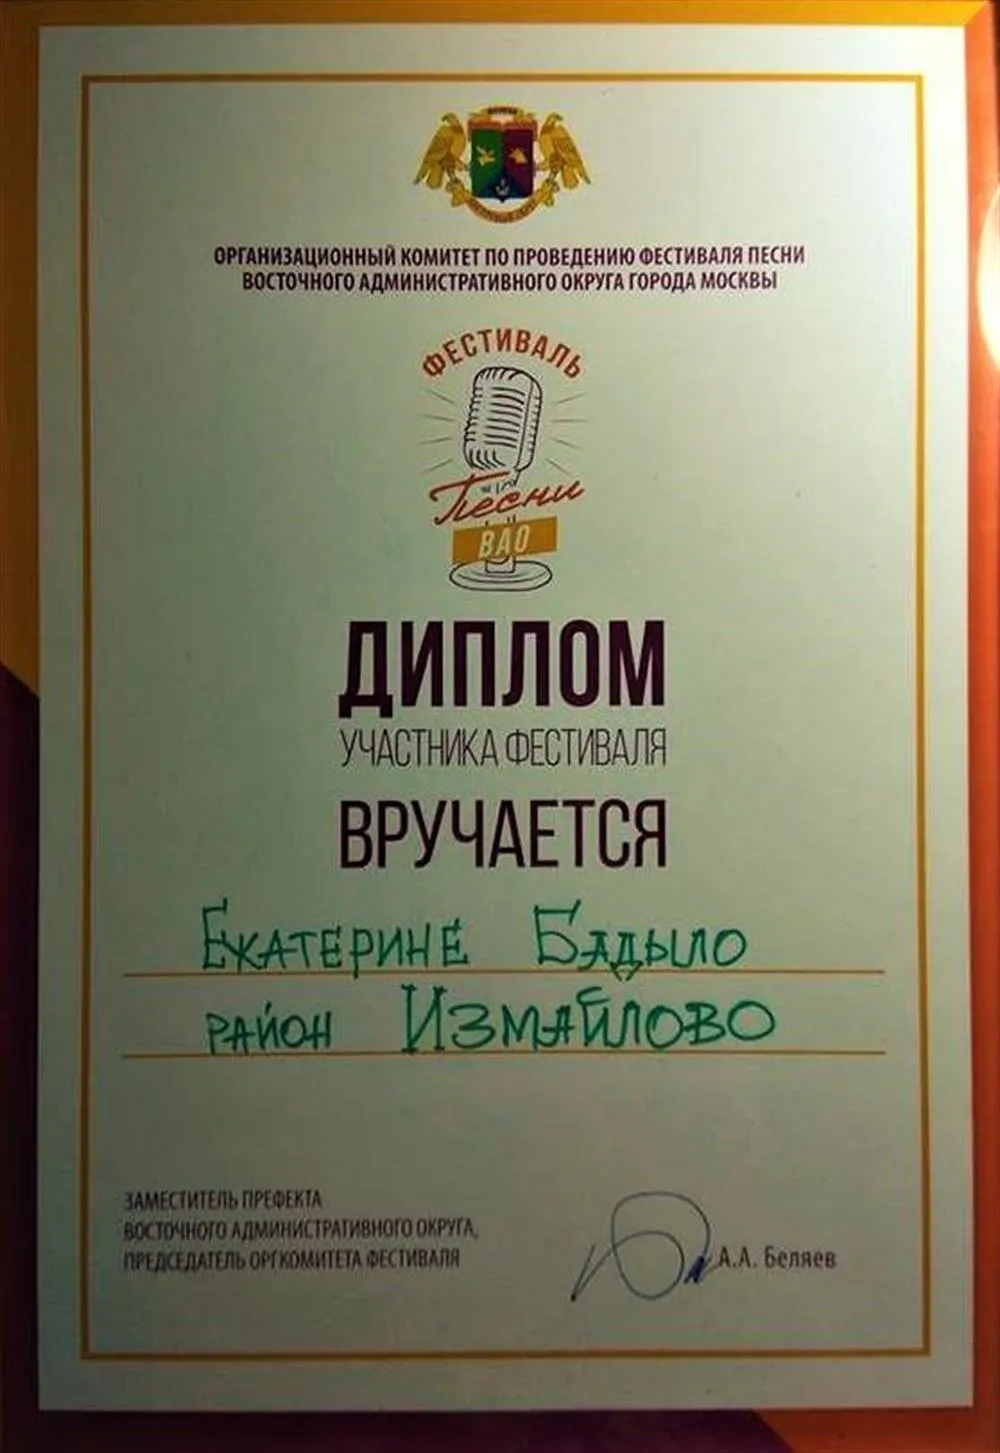 ОРГАНИЗАЦИОННЫЙ КОМИТЕТ ПО ПРОВЕДЕНИЮ ФЕСТИВАЛЯ ПЕСНИ
ВОСТОЧНОГО АДМИНИСТРАТИВНОГО ОКРУГА ГОРОДА МОСКВЫ
ФЕСТИВАЛЬ
Песни
ВАО
ДИПЛОМ
УЧАСТНИКА ФЕСТИВАЛЯ
ВРУЧАЕТСЯ
ЕКАТЕРИНЕ БАДЫЛО
РАЙОН ИЗМАЙЛОВО
ЗАМЕСТИТЕЛЬ ПРЕФЕКТА
ВОСТОЧНОГО АДМИНИСТРАТИВНОГО ОКРУГА,
ПРЕДСЕДАТЕЛЬ ОРГКОМИТЕТА ФЕСТИВАЛЯ
А.А. Беляев